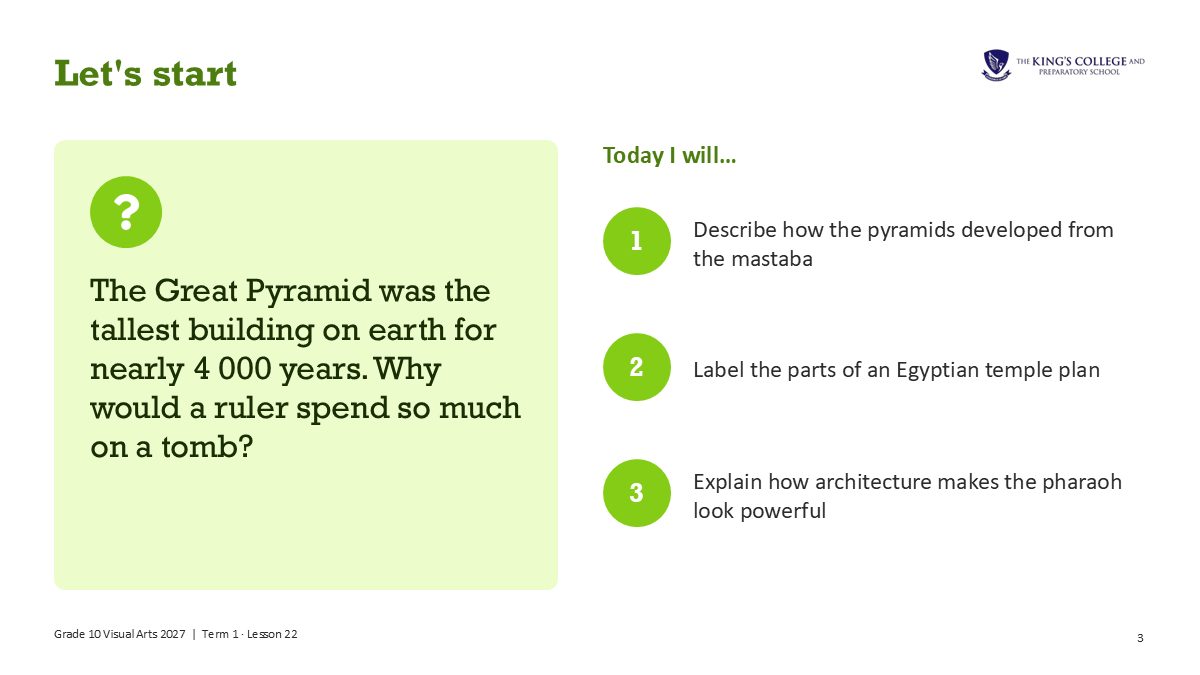 Let's start
THE KING'S COLLEGE AND
PREPARATORY SCHOOL
?
The Great Pyramid was the
tallest building on earth for
nearly 4 000 years. Why
would a ruler spend so much
on a tomb?
Today I will...
1
Describe how the pyramids developed from
the mastaba
2
Label the parts of an Egyptian temple plan
3
Explain how architecture makes the pharaoh
look powerful
Grade 10 Visual Arts 2027 | Term 1 · Lesson 22
3